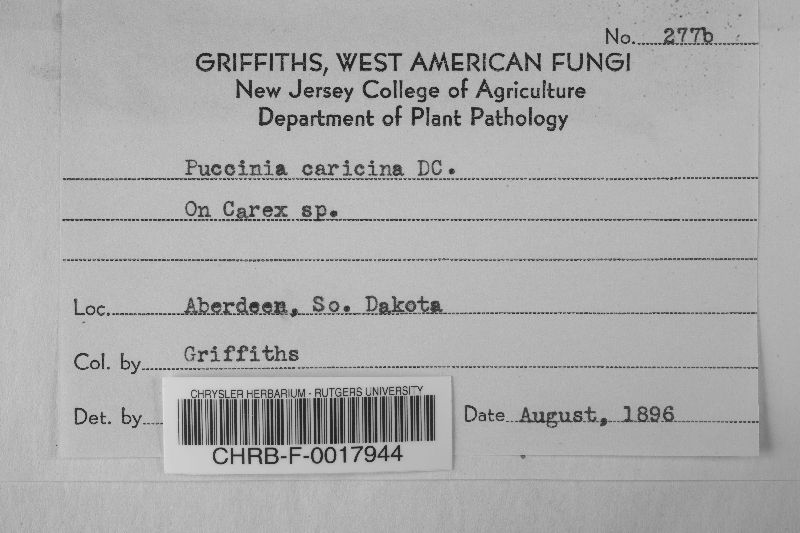 No. 277b
GRIFFITHS, WEST AMERICAN FUNGI
New Jersey College of Agriculture
Department of Plant Pathology
Puccinia caricina DC.
On Carex sp.
Loc. Aberdeen, So. Dakota
Col. by Griffiths
Det. by
Date August, 1896
CHRYSLER HERBARIUM - RUTGERS UNIVERSITY
CHRB-F-0017944